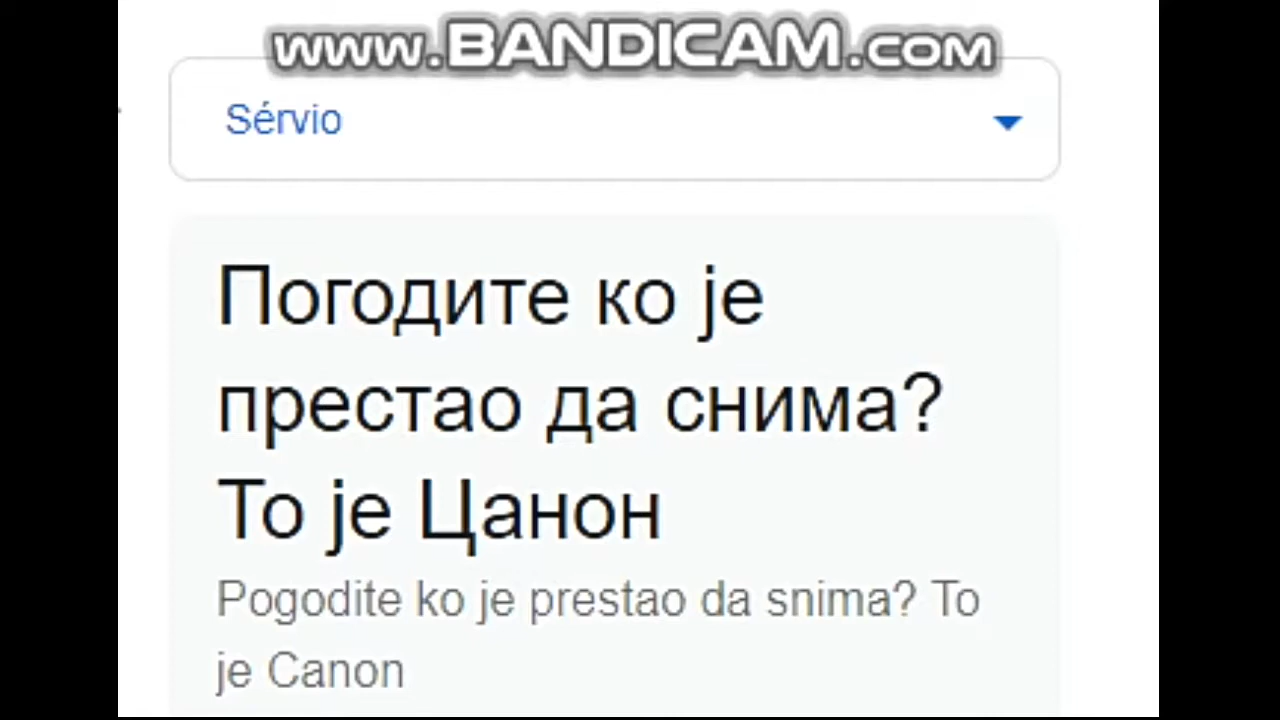 www.BANDICAM.com
Sérvio
Погодите ко је
престао да снима?
То је Цанон
Pogodite ko je prestao da snima? To
je Canon